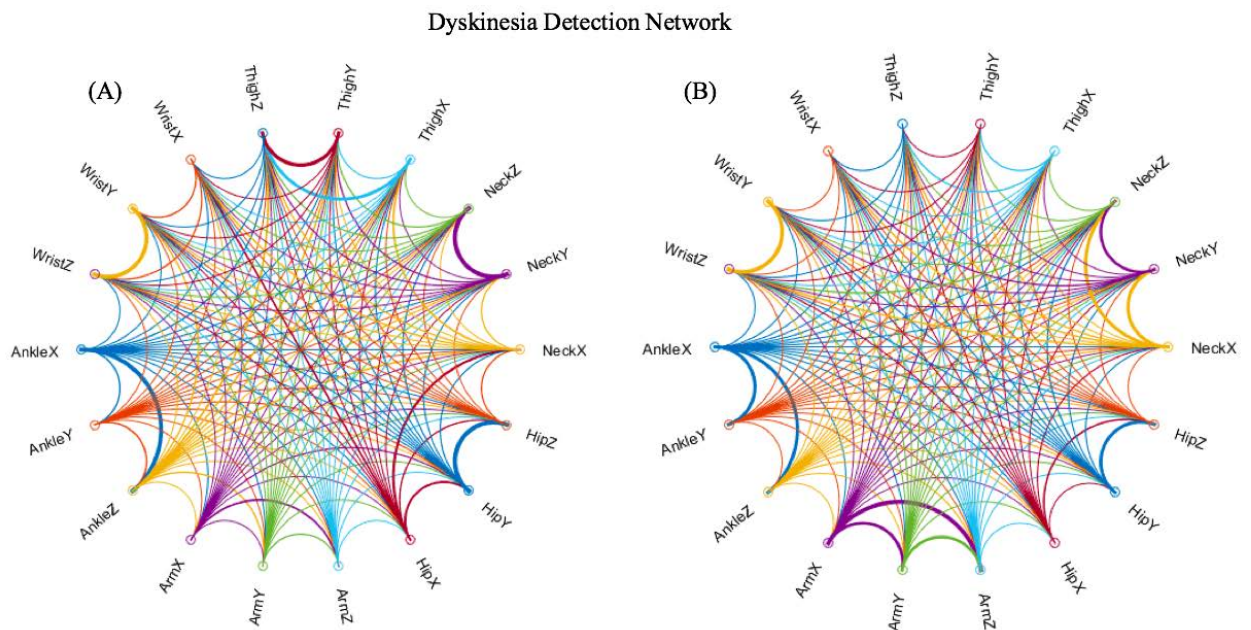 Dyskinesia Detection Network
(A)
ThighZ
ThighY
ThighX
WristX
WristY
WristZ
NeckZ
NeckY
NeckX
AnkleX
AnkleY
AnkleZ
HipZ
HipY
HipX
ArmX
ArmY
ArmZ
(B)
ThighZ
ThighY
ThighX
WristX
WristY
WristZ
NeckZ
NeckY
NeckX
AnkleX
AnkleY
AnkleZ
HipZ
HipY
HipX
ArmX
ArmY
ArmZ